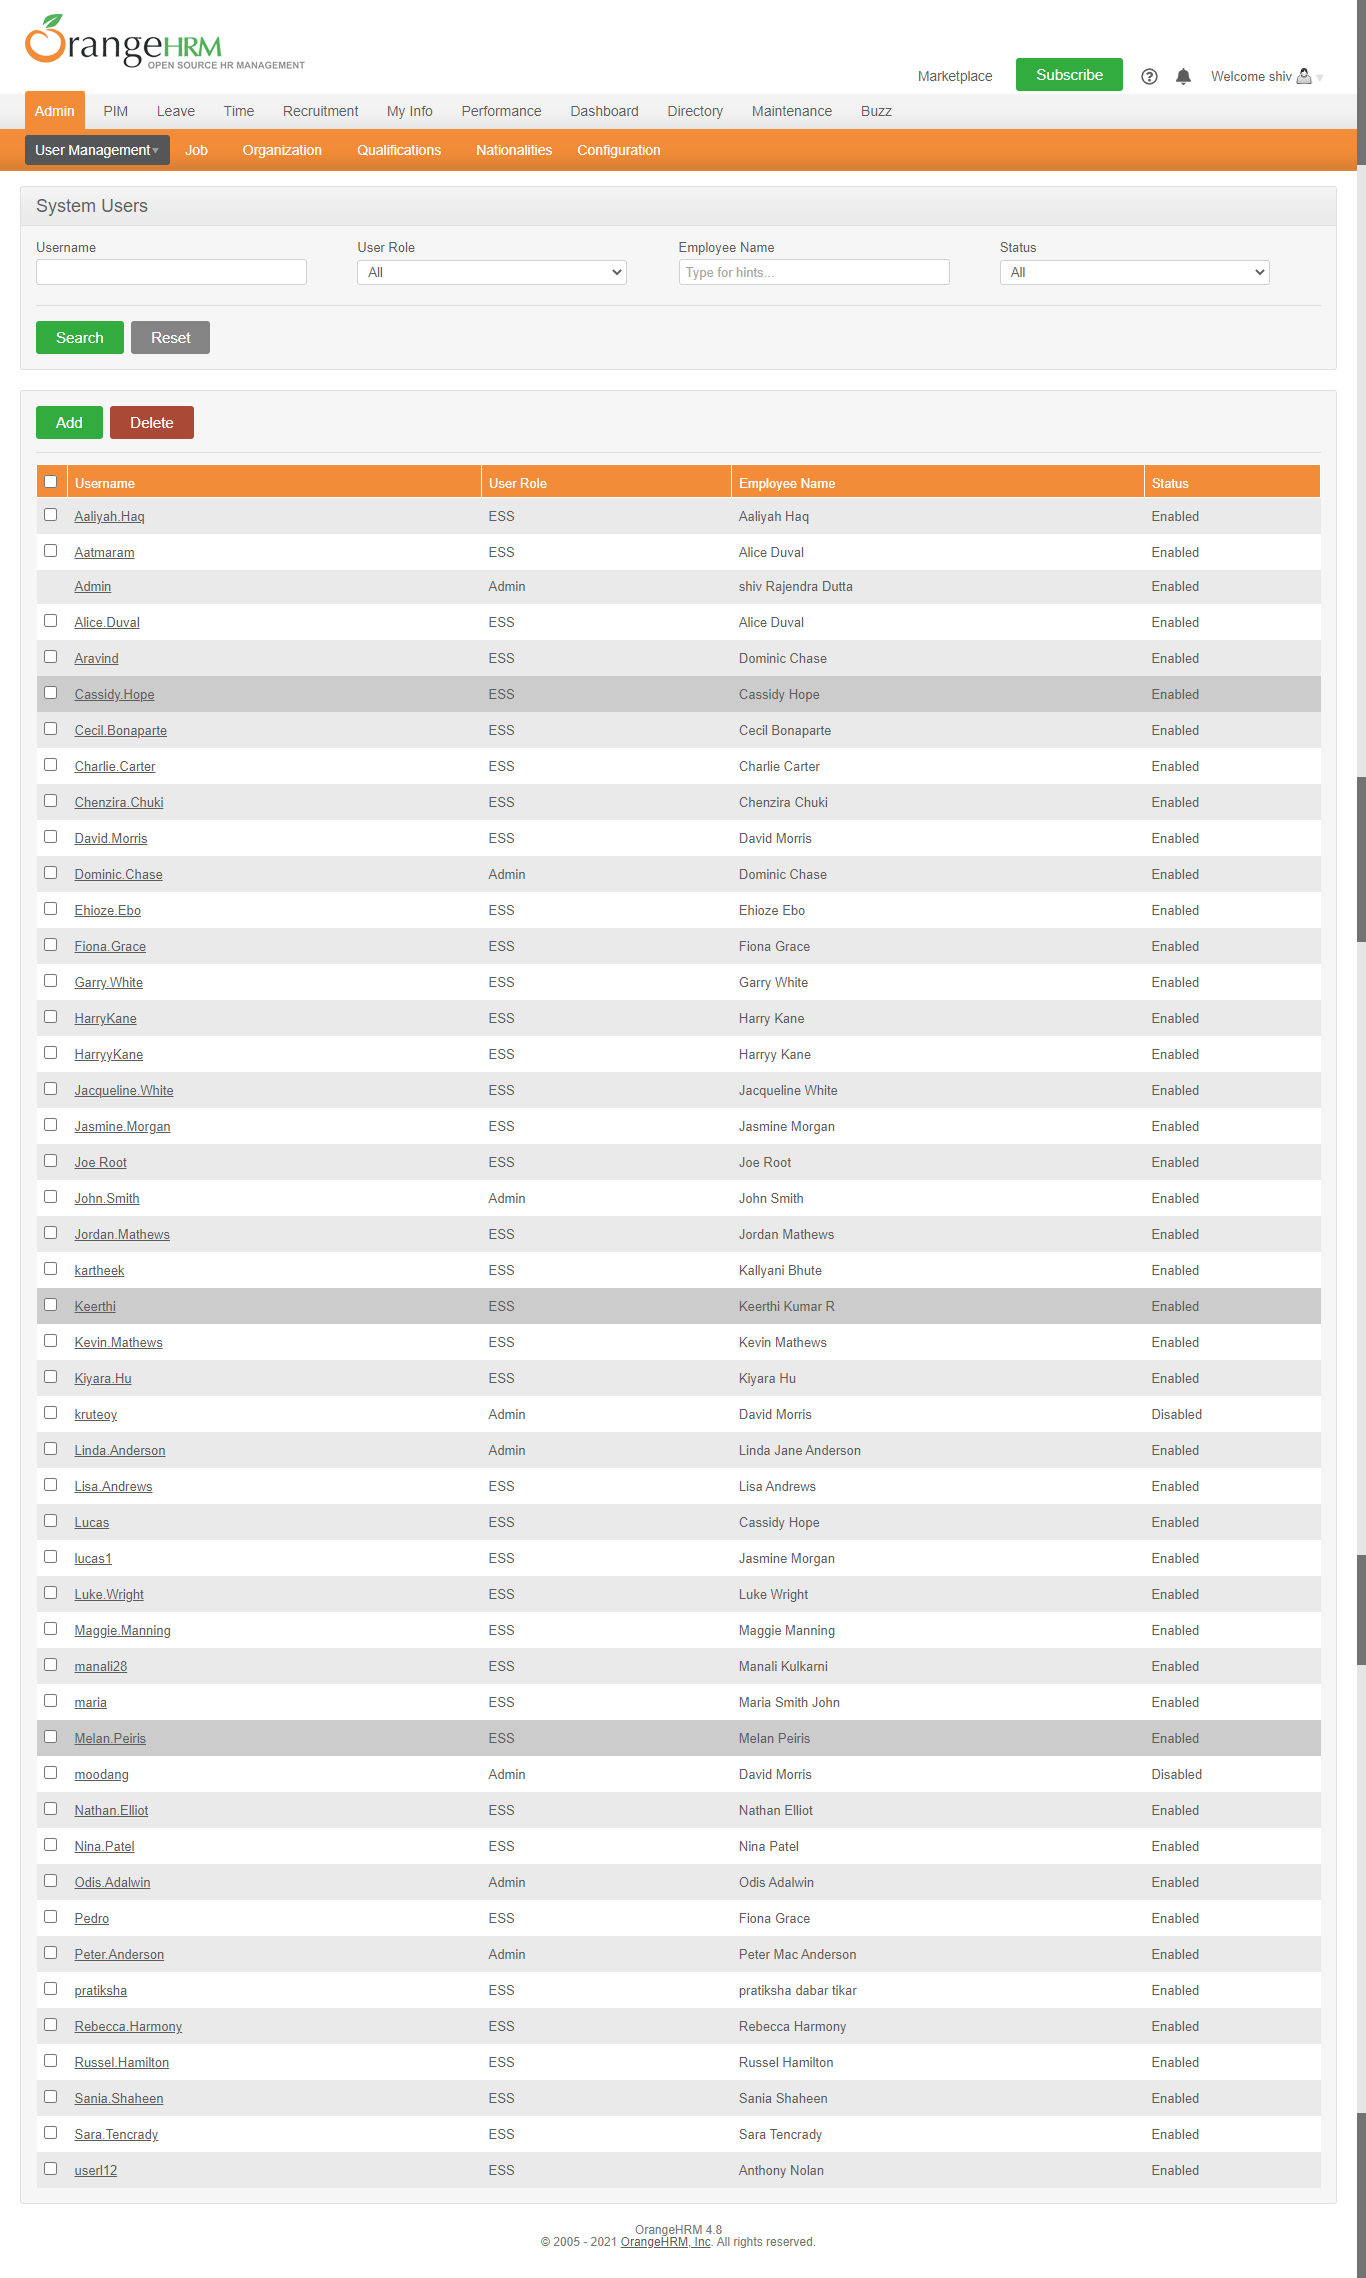 OrangeHRM
OPEN SOURCE HR MANAGEMENT
Marketplace Subscribe Welcome shiv
Admin PIM Leave Time Recruitment My Info Performance Dashboard Directory Maintenance Buzz
User Management Job Organization Qualifications Nationalities Configuration
System Users
Username User Role Employee Name Status
All Type for hints... All
Search Reset
Add Delete
Username User Role Employee Name Status
Aaliyah.Haq ESS Aaliyah Haq Enabled
Aatmaram ESS Alice Duval Enabled
Admin Admin shiv Rajendra Dutta Enabled
Alice.Duval ESS Alice Duval Enabled
Aravind ESS Dominic Chase Enabled
Cassidy.Hope ESS Cassidy Hope Enabled
Cecil.Bonaparte ESS Cecil Bonaparte Enabled
Charlie.Carter ESS Charlie Carter Enabled
Chenzira.Chuki ESS Chenzira Chuki Enabled
David.Morris ESS David Morris Enabled
Dominic.Chase Admin Dominic Chase Enabled
Ehioze.Ebo ESS Ehioze Ebo Enabled
Fiona.Grace ESS Fiona Grace Enabled
Garry.White ESS Garry White Enabled
HarryKane ESS Harry Kane Enabled
HarryyKane ESS Harryy Kane Enabled
Jacqueline.White ESS Jacqueline White Enabled
Jasmine.Morgan ESS Jasmine Morgan Enabled
Joe Root ESS Joe Root Enabled
John.Smith Admin John Smith Enabled
Jordan.Mathews ESS Jordan Mathews Enabled
kartheek ESS Kallyani Bhute Enabled
Keerthi ESS Keerthi Kumar R Enabled
Kevin.Mathews ESS Kevin Mathews Enabled
Kiyara.Hu ESS Kiyara Hu Enabled
kruteoy Admin David Morris Disabled
Linda.Anderson Admin Linda Jane Anderson Enabled
Lisa.Andrews ESS Lisa Andrews Enabled
Lucas ESS Cassidy Hope Enabled
lucas1 ESS Jasmine Morgan Enabled
Luke.Wright ESS Luke Wright Enabled
Maggie.Manning ESS Maggie Manning Enabled
manali28 ESS Manali Kulkarni Enabled
maria ESS Maria Smith John Enabled
Melan.Peiris ESS Melan Peiris Enabled
moodang Admin David Morris Disabled
Nathan.Elliot ESS Nathan Elliot Enabled
Nina.Patel ESS Nina Patel Enabled
Odis.Adalwin Admin Odis Adalwin Enabled
Pedro ESS Fiona Grace Enabled
Peter.Anderson Admin Peter Mac Anderson Enabled
pratiksha ESS pratiksha dabar tikar Enabled
Rebecca.Harmony ESS Rebecca Harmony Enabled
Russel.Hamilton ESS Russel Hamilton Enabled
Sania.Shaheen ESS Sania Shaheen Enabled
Sara.Tencrady ESS Sara Tencrady Enabled
userl12 ESS Anthony Nolan Enabled
OrangeHRM 4.8
© 2005 - 2021 OrangeHRM, Inc. All rights reserved.